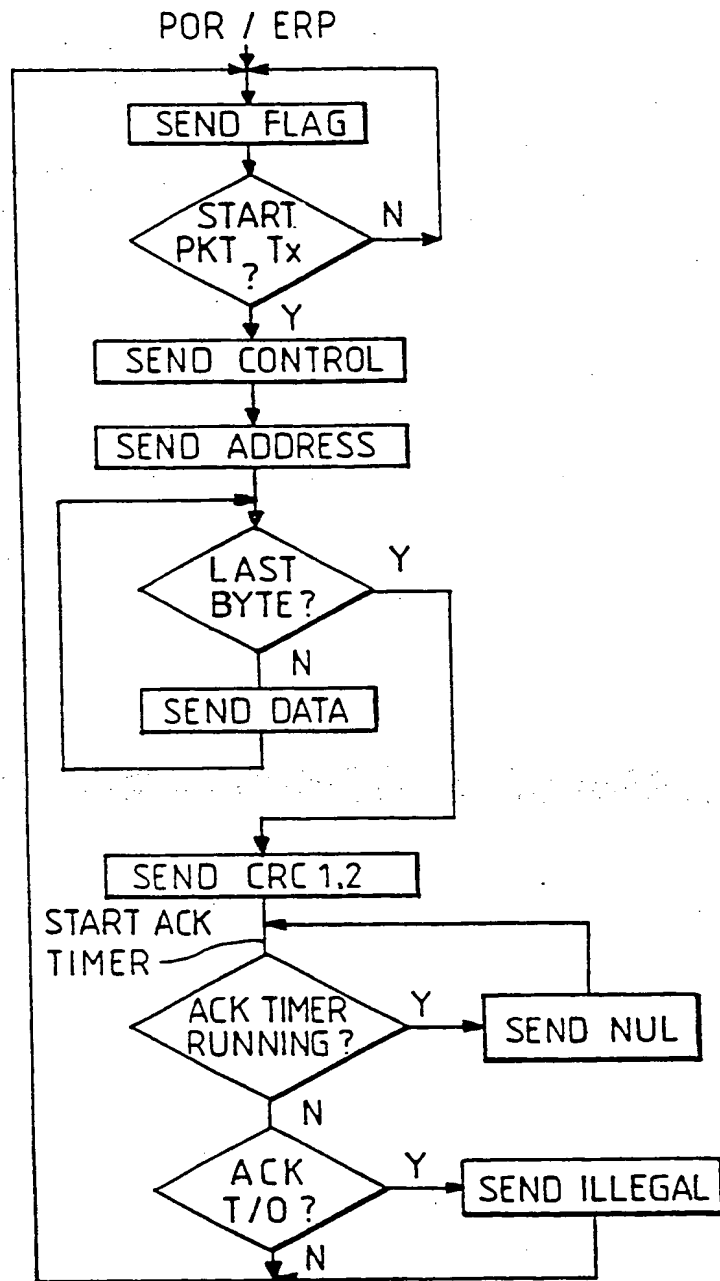 POR / ERP
SEND FLAG
START
PKT Tx
?
N
Y
SEND CONTROL
SEND ADDRESS
LAST
BYTE?
Y
N
SEND DATA
SEND CRC 1.2
START ACK
TIMER
ACK TIMER
RUNNING?
Y
SEND NUL
N
ACK
T/O?
Y
SEND ILLEGAL
N